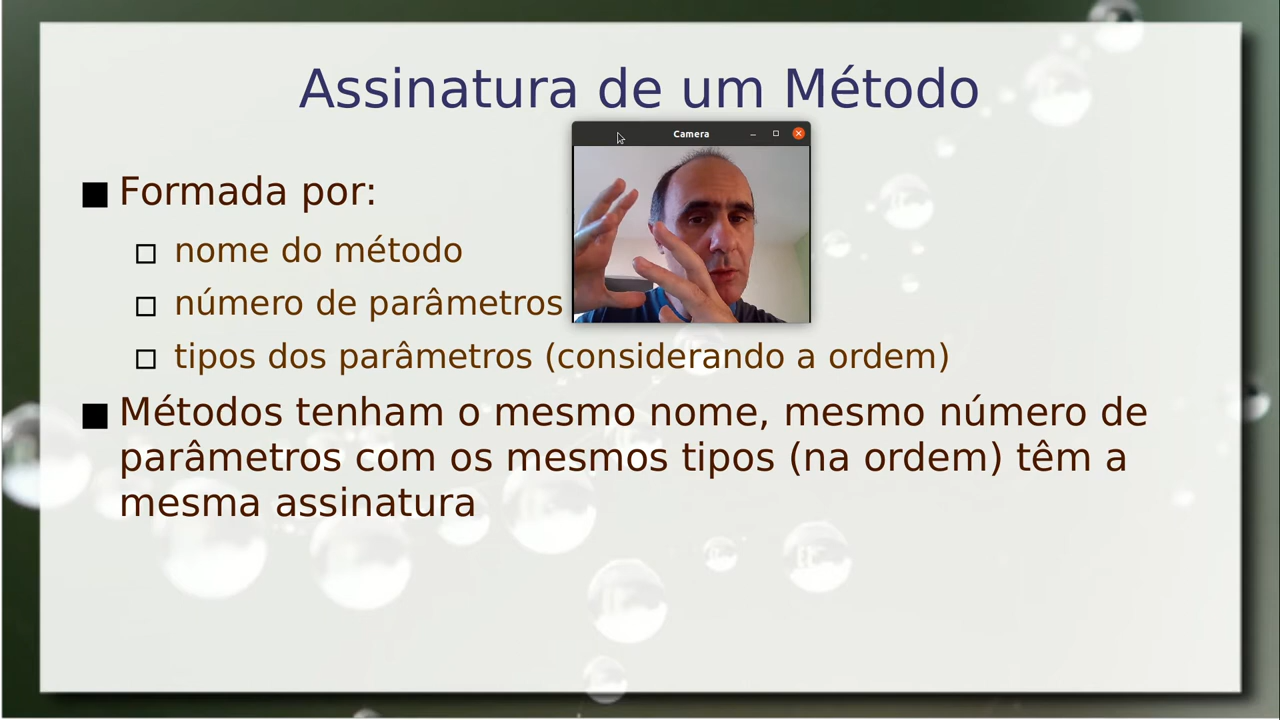 Assinatura de um Método
Camera
Formada por:
nome do método
número de parâmetros
tipos dos parâmetros (considerando a ordem)
Métodos tenham o mesmo nome, mesmo número de
parâmetros com os mesmos tipos (na ordem) têm a
mesma assinatura